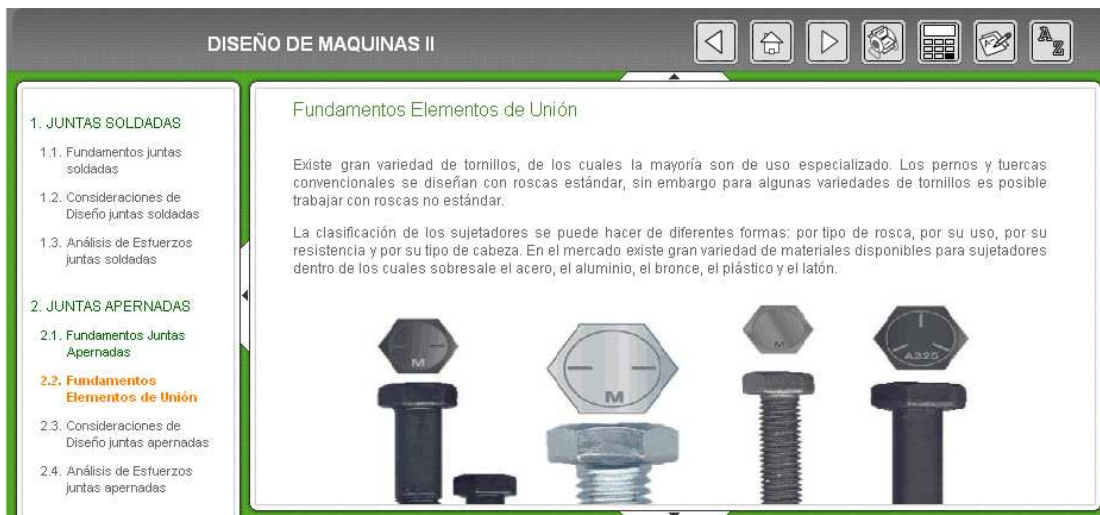 DISEÑO DE MAQUINAS II
A
Z
1. JUNTAS SOLDADAS
1.1. Fundamentos juntas
soldadas
1.2. Consideraciones de
Diseño juntas soldadas
1.3. Análisis de Esfuerzos
juntas soldadas
2. JUNTAS APERNADAS
2.1. Fundamentos Juntas
Apernadas
2.2. Fundamentos
Elementos de Unión
2.3. Consideraciones de
Diseño juntas apernadas
2.4. Análisis de Esfuerzos
juntas apernadas
Fundamentos Elementos de Unión
Existe gran variedad de tornillos, de los cuales la mayoría son de uso especializado. Los pernos y tuercas
convencionales se diseñan con roscas estándar, sin embargo para algunas variedades de tornillos es posible
trabajar con roscas no estándar.
La clasificación de los sujetadores se puede hacer de diferentes formas: por tipo de rosca, por su uso, por su
resistencia y por su tipo de cabeza. En el mercado existe gran variedad de materiales disponibles para sujetadores
dentro de los cuales sobresale el acero, el aluminio, el bronce, el plástico y el latón.
M
M
M
A325